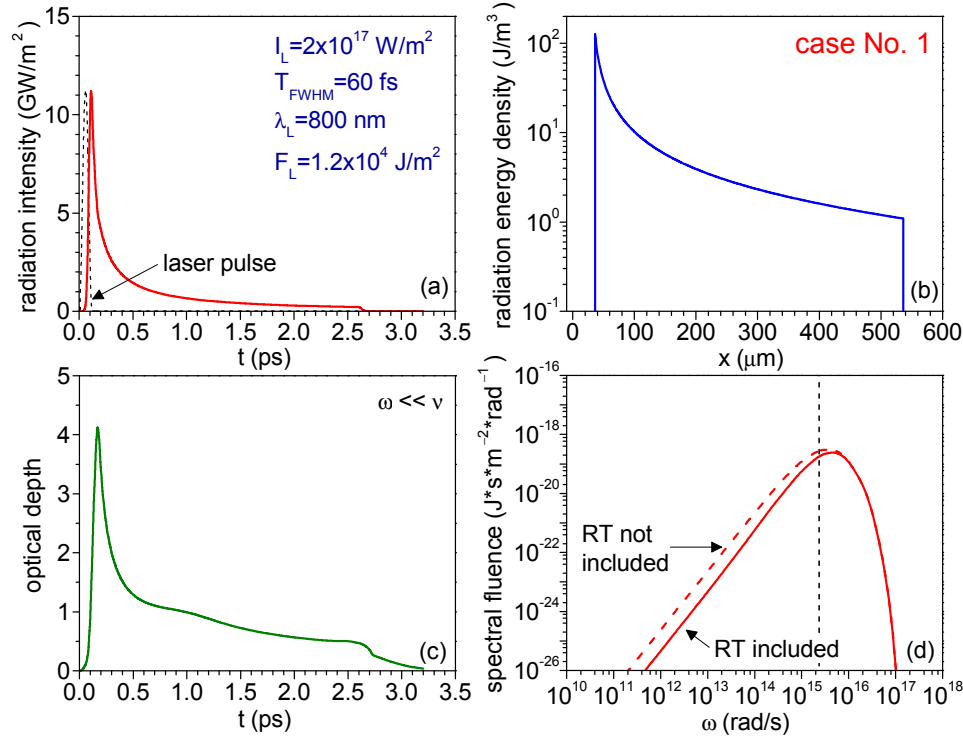 radiation intensity (GW/m²)
15
10
5
0
I_L=2x10¹⁷ W/m²
T_FWHM=60 fs
λ_L=800 nm
F_L=1.2x10⁴ J/m²
laser pulse
(a)
0.0 0.5 1.0 1.5 2.0 2.5 3.0 3.5
t (ps)
radiation energy density (J/m³)
10²
10¹
10⁰
10⁻¹
case No. 1
(b)
0 100 200 300 400 500 600
x (μm)
optical depth
5
4
3
2
1
0
ω << ν
(c)
0.0 0.5 1.0 1.5 2.0 2.5 3.0 3.5
t (ps)
spectral fluence (J*s*m⁻²*rad⁻¹)
10⁻¹⁶
10⁻¹⁸
10⁻²⁰
10⁻²²
10⁻²⁴
10⁻²⁶
RT not
included
RT included
(d)
10¹⁰ 10¹¹ 10¹² 10¹³ 10¹⁴ 10¹⁵ 10¹⁶ 10¹⁷ 10¹⁸
ω (rad/s)